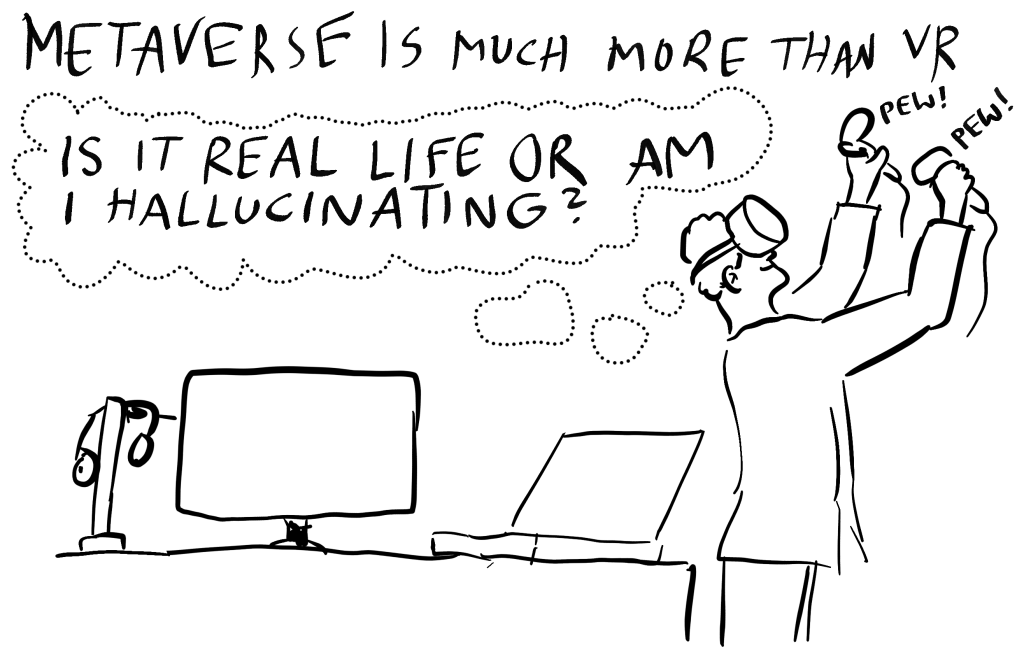 METAVERSE IS MUCH MORE THAN VR
PEW!
PEW!
IS IT REAL LIFE OR AM
I HALLUCINATING?